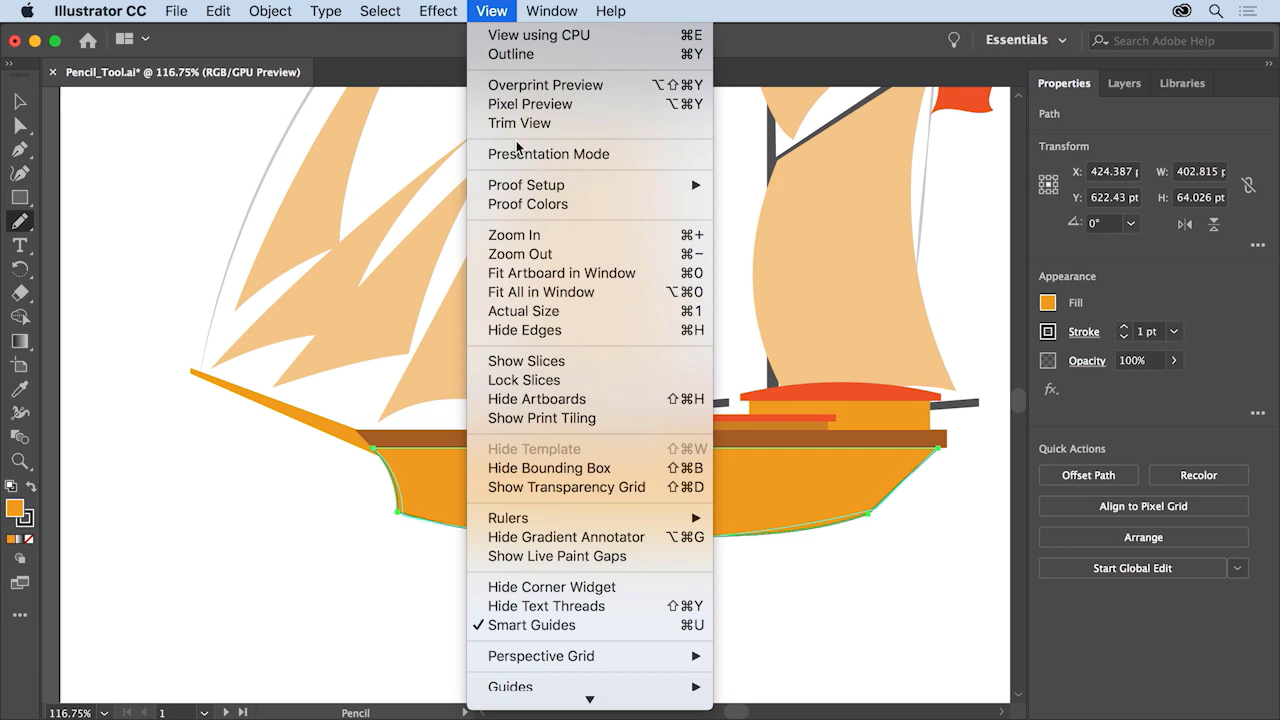 Illustrator CC File Edit Object Type Select Effect View Window Help
Essentials
Search Adobe Help
× Pencil_Tool.ai* @ 116.75% (RGB/GPU Preview)
View using CPU ⌘E
Outline ⌘Y
Overprint Preview ⌥⇧⌘Y
Pixel Preview ⌥⌘Y
Trim View
Presentation Mode
Proof Setup ▶
Proof Colors
Zoom In ⌘+
Zoom Out ⌘−
Fit Artboard in Window ⌘0
Fit All in Window ⌥⌘0
Actual Size ⌘1
Hide Edges ⌘H
Show Slices
Lock Slices
Hide Artboards ⇧⌘H
Show Print Tiling
Hide Template ⇧⌘W
Hide Bounding Box ⇧⌘B
Show Transparency Grid ⇧⌘D
Rulers ▶
Hide Gradient Annotator ⌥⌘G
Show Live Paint Gaps
Hide Corner Widget
Hide Text Threads ⇧⌘Y
✓ Smart Guides ⌘U
Perspective Grid ▶
Guides ▶
Properties Layers Libraries
Path
Transform
X: 424.387 p W: 402.815 p
Y: 622.43 pt H: 64.026 pt
0°
Appearance
Fill
Stroke 1 pt
Opacity 100%
fx.
Quick Actions
Offset Path Recolor
Align to Pixel Grid
Arrange
Start Global Edit
116.75% 1 Pencil